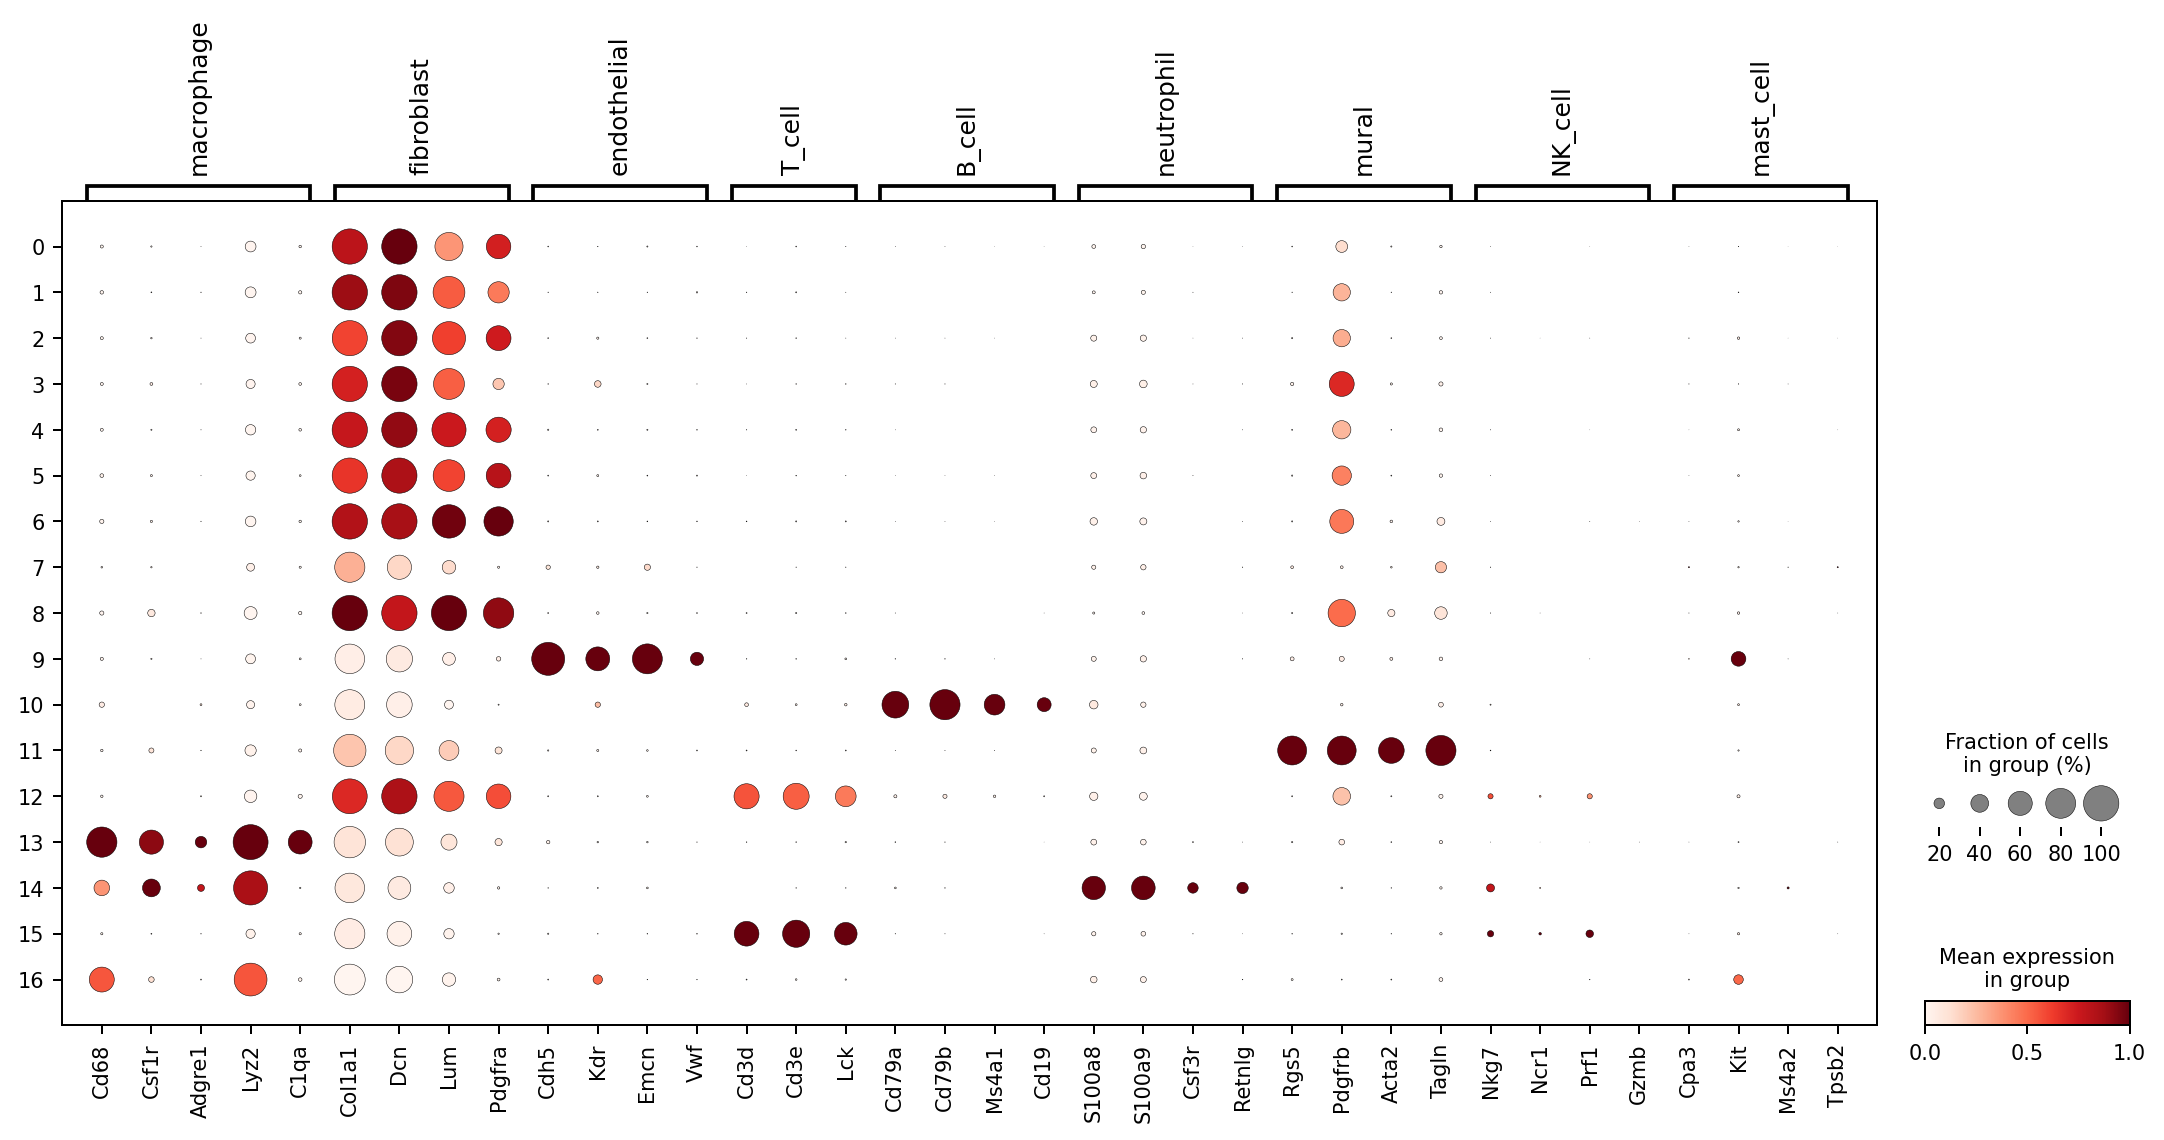 macrophage
fibroblast
endothelial
T_cell
B_cell
neutrophil
mural
NK_cell
mast_cell
0
1
2
3
4
5
6
7
8
9
10
11
12
13
14
15
16
Cd68
Csf1r
Adgre1
Lyz2
C1qa
Col1a1
Dcn
Lum
Pdgfra
Cdh5
Kdr
Emcn
Vwf
Cd3d
Cd3e
Lck
Cd79a
Cd79b
Ms4a1
Cd19
S100a8
S100a9
Csf3r
Retnlg
Rgs5
Pdgfrb
Acta2
Tagln
Nkg7
Ncr1
Prf1
Gzmb
Cpa3
Kit
Ms4a2
Tpsb2
Fraction of cells
in group (%)
20 40 60 80 100
Mean expression
in group
0.0 0.5 1.0